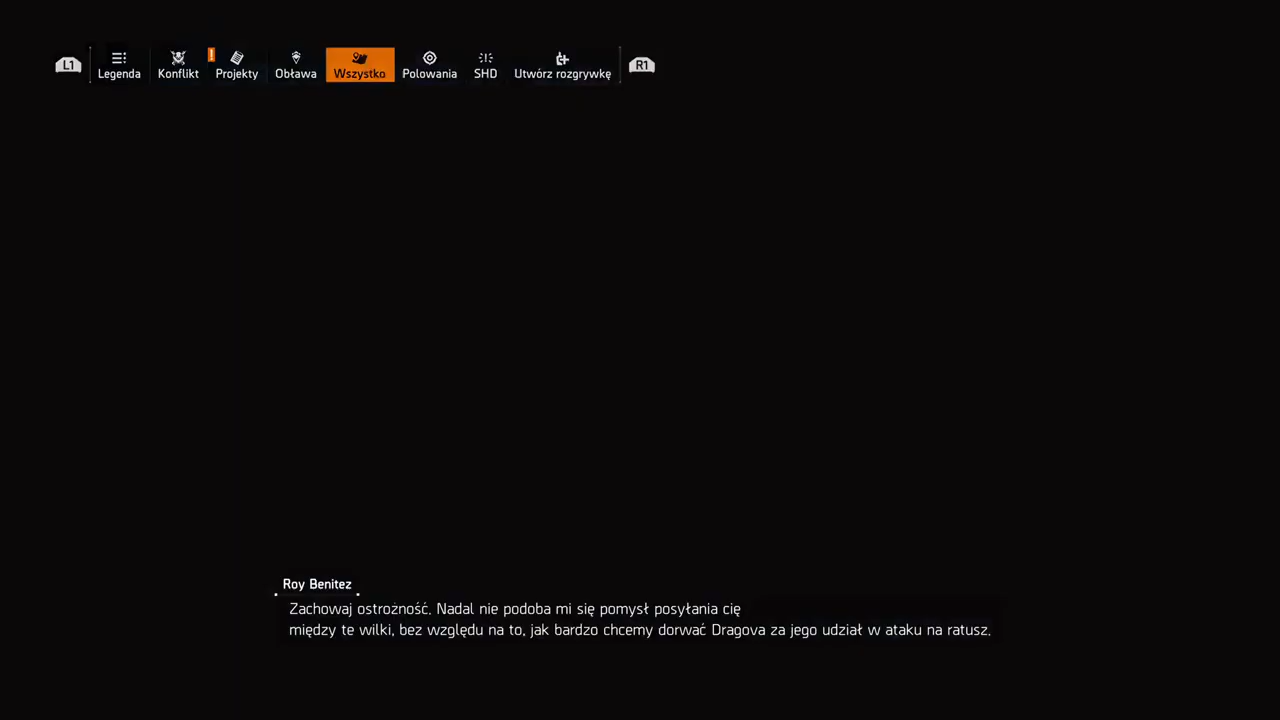 L1 Legenda Konflikt ! Projekty Obława Wszystko Polowania SHD Utwórz rozgrywkę R1
Roy Benitez
Zachowaj ostrożność. Nadal nie podoba mi się pomysł posyłania cię
między te wilki, bez względu na to, jak bardzo chcemy dorwać Dragova za jego udział w ataku na ratusz.